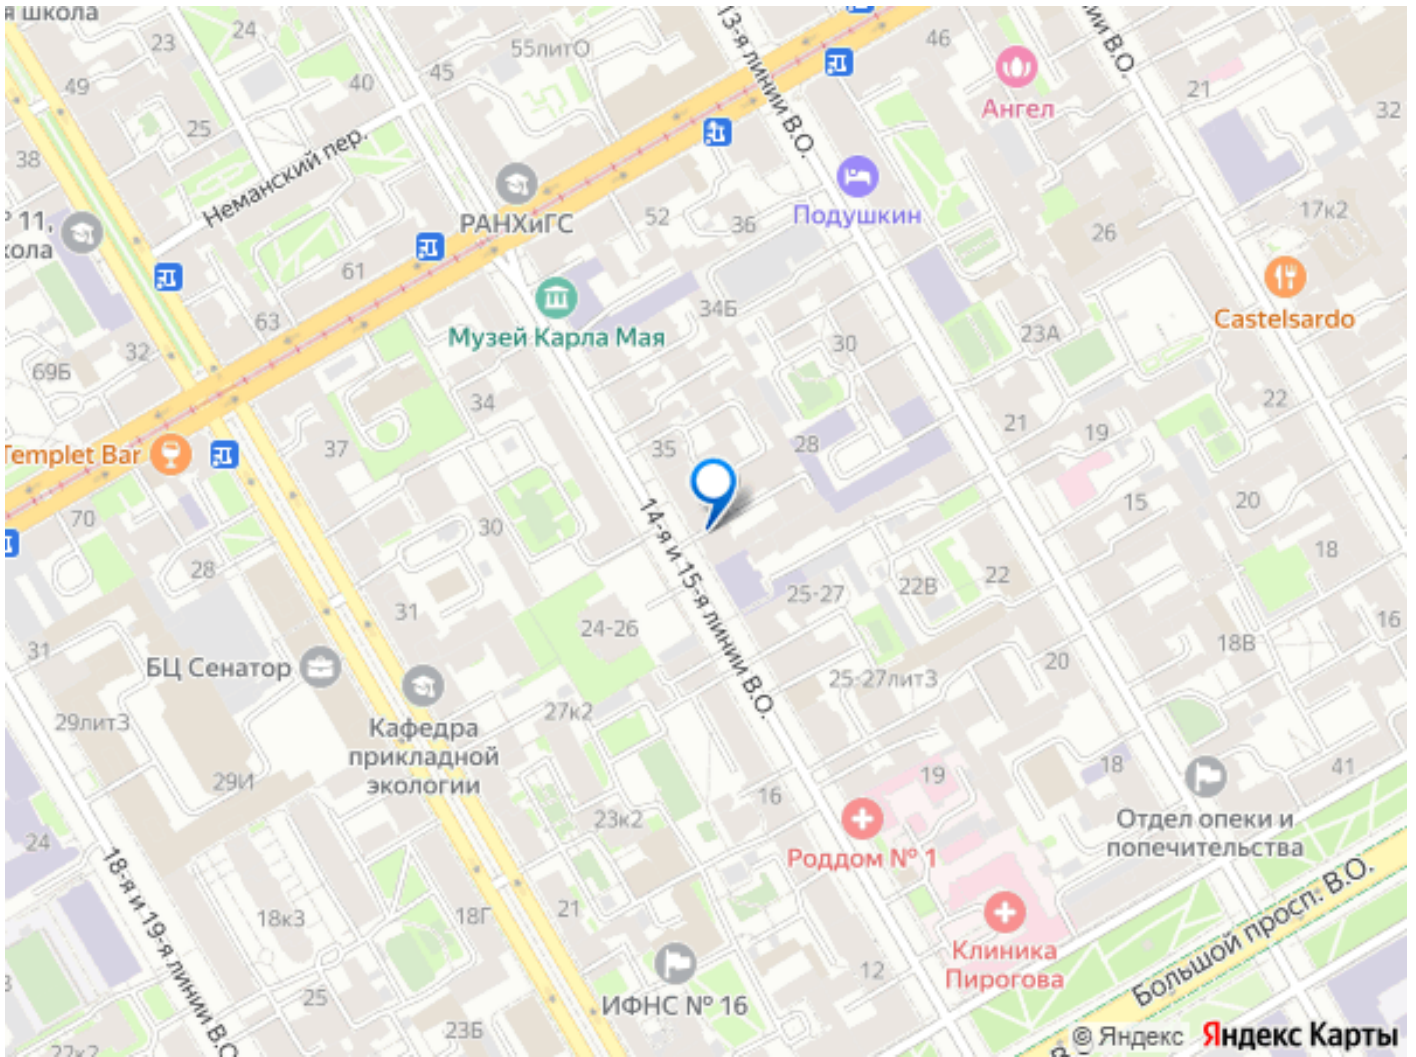 я школа
24
23
55литО
46
13-я линии В.О.
и В.О.
45
40
49
21
32
Ангел
25
38
Неманский пер.
РАНХиГС
52
36
Подушкин
17к2
26
№ 11,
кола
61
63
34Б
Музей Карла Мая
Castelsardo
23А
30
32
69Б
34
22
21
19
37
35
28
Templet Bar
15
20
70
30
14-я и 15-я линии В.О.
18
28
25-27
22В
22
31
24-26
16
18В
31
БЦ Сенатор
20
25-27литЗ
27к2
29литЗ
Кафедра
прикладной
экологии
29И
19
18
41
16
23к2
Отдел опеки и
попечительства
24
Роддом № 1
18-я и 19-я линии В.О.
18к3
18Г
21
Большой просп. В.О.
Клиника
Пирогова
12
25
ИФНС № 16
23Б
22к2
© Яндекс Яндекс Карты